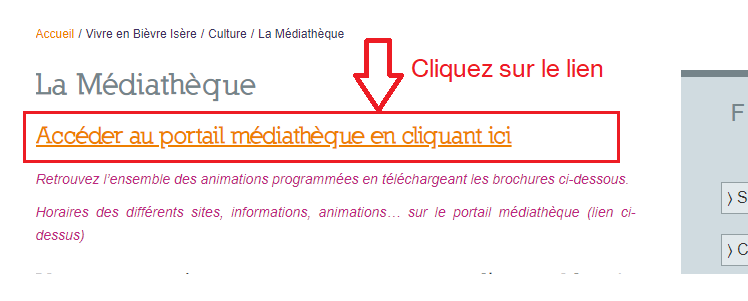 Accueil / Vivre en Bièvre Isère / Culture / La Médiathèque
Cliquez sur le lien
La Médiathèque
Accéder au portail médiathèque en cliquant ici
Retrouvez l'ensemble des animations programmées en téléchargeant les brochures ci-dessous.
Horaires des différents sites, informations, animations… sur le portail médiathèque (lien ci-
dessus)
F
〉S
〉C